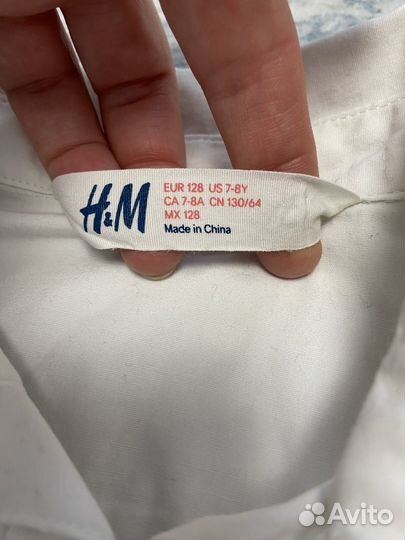 H&M
EUR 128 US 7-8Y
CA 7-8A CN 130/64
MX 128
Made in China
Avito